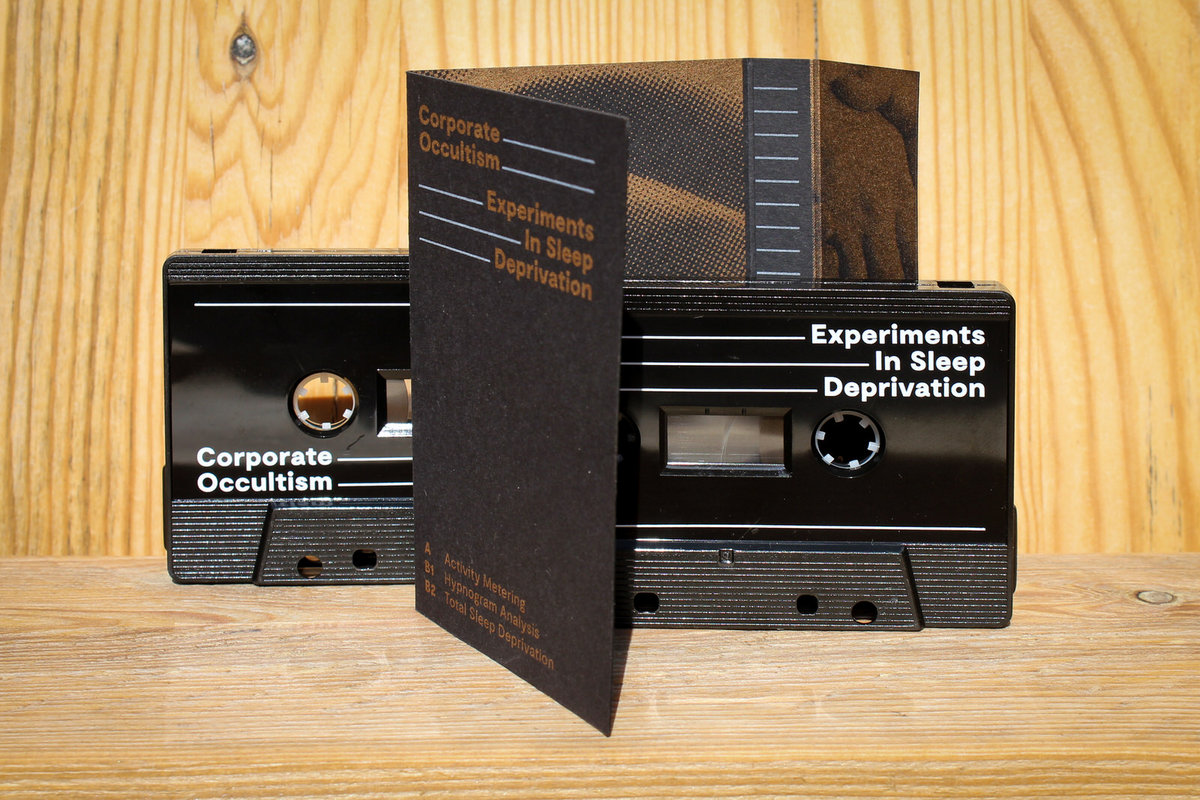 Corporate
Occultism
Experiments
In Sleep
Deprivation
A Activity Metering
B1 Hypnogram Analysis
B2 Total Sleep Deprivation
Corporate
Occultism
Experiments
In Sleep
Deprivation